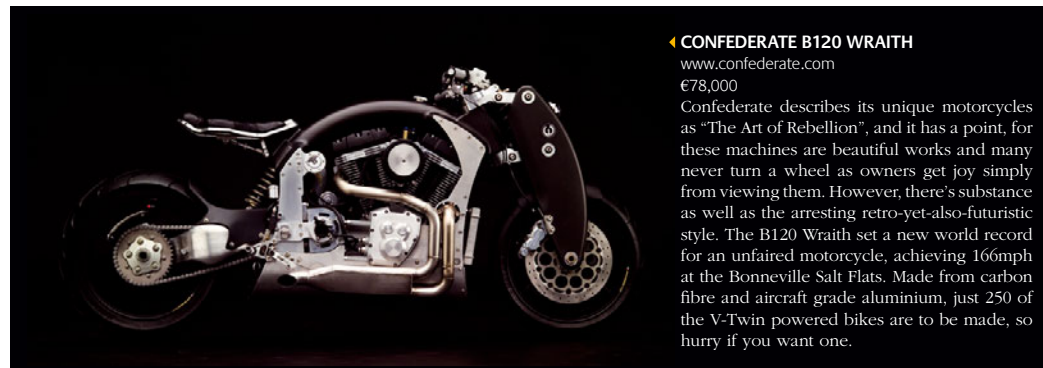 CONFEDERATE B120 WRAITH
www.confederate.com
€78,000
Confederate describes its unique motorcycles
as “The Art of Rebellion”, and it has a point, for
these machines are beautiful works and many
never turn a wheel as owners get joy simply
from viewing them. However, there’s substance
as well as the arresting retro-yet-also-futuristic
style. The B120 Wraith set a new world record
for an unfaired motorcycle, achieving 166mph
at the Bonneville Salt Flats. Made from carbon
fibre and aircraft grade aluminium, just 250 of
the V-Twin powered bikes are to be made, so
hurry if you want one.